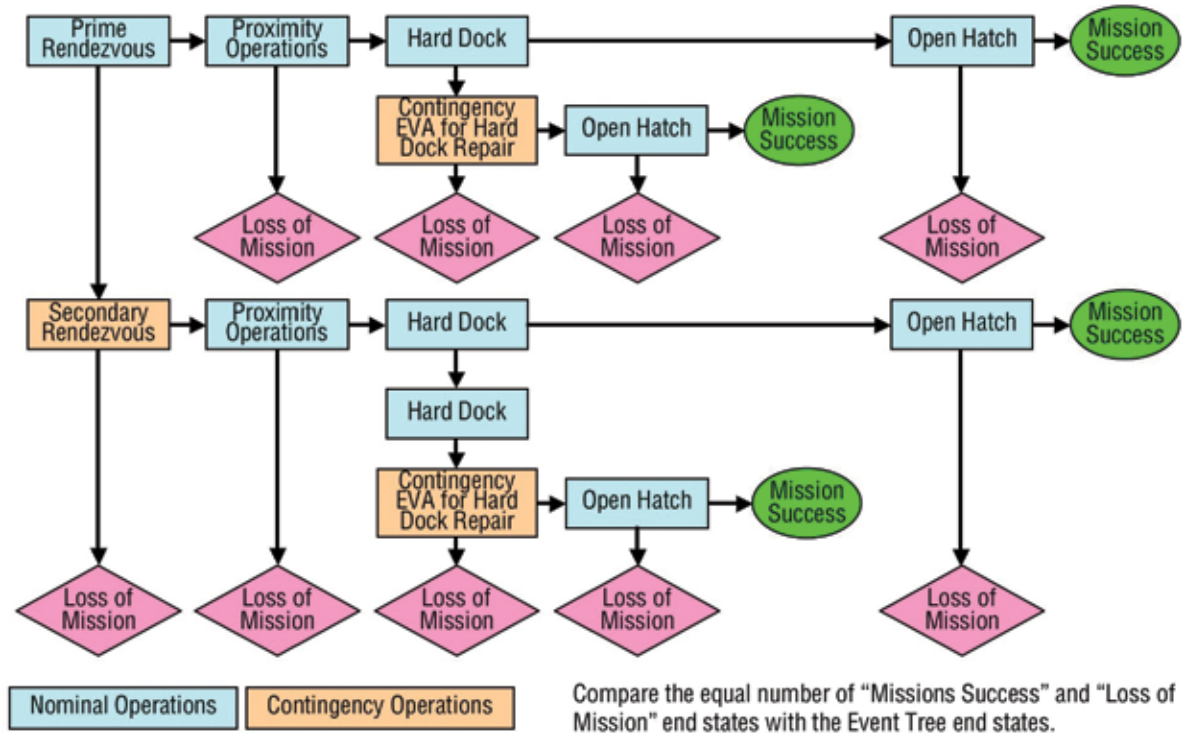 Prime
Rendezvous
Proximity
Operations
Hard Dock
Open Hatch
Mission
Success
Contingency
EVA for Hard
Dock Repair
Open Hatch
Mission
Success
Loss of
Mission
Loss of
Mission
Loss of
Mission
Loss of
Mission
Secondary
Rendezvous
Proximity
Operations
Hard Dock
Open Hatch
Mission
Success
Hard Dock
Contingency
EVA for Hard
Dock Repair
Open Hatch
Mission
Success
Loss of
Mission
Loss of
Mission
Loss of
Mission
Loss of
Mission
Loss of
Mission
Nominal Operations
Contingency Operations
Compare the equal number of “Missions Success” and “Loss of
Mission” end states with the Event Tree end states.